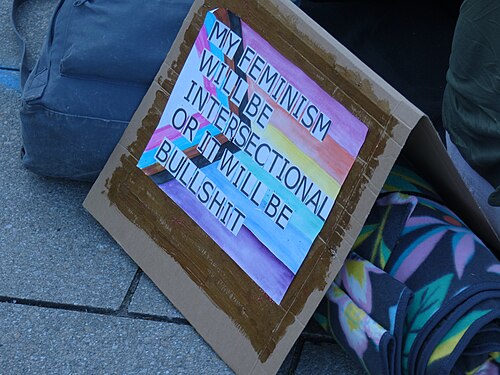 MY FEMINISM
WILL BE
INTERSECTIONAL
OR IT WILL BE
BULLSHIT